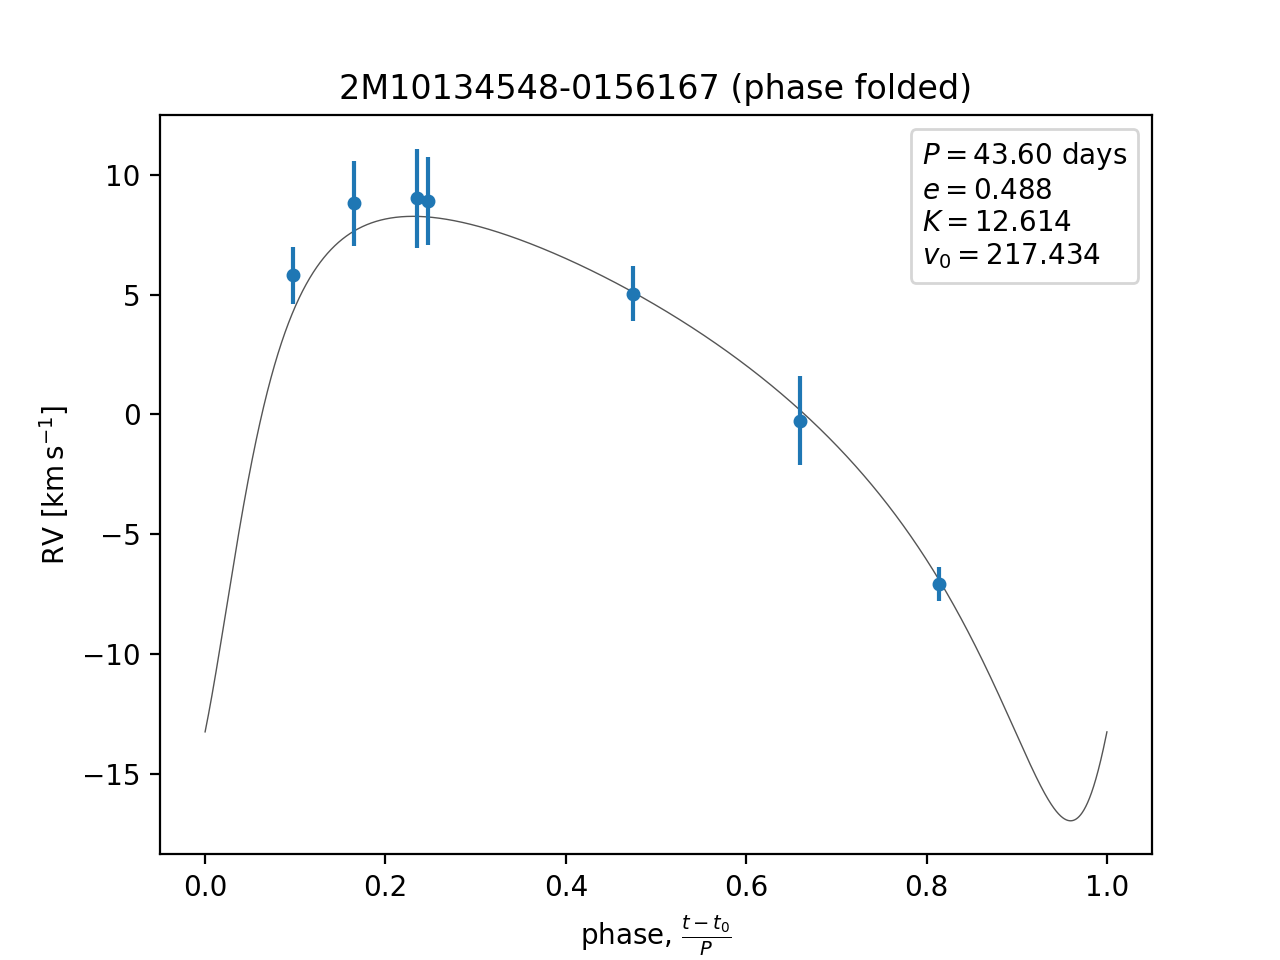 2M10134548-0156167 (phase folded)
P = 43.60 days
e = 0.488
K = 12.614
v₀ = 217.434
10
5
0
−5
−10
−15
RV [km s⁻¹]
0.0 0.2 0.4 0.6 0.8 1.0
phase, (t − t₀)/P